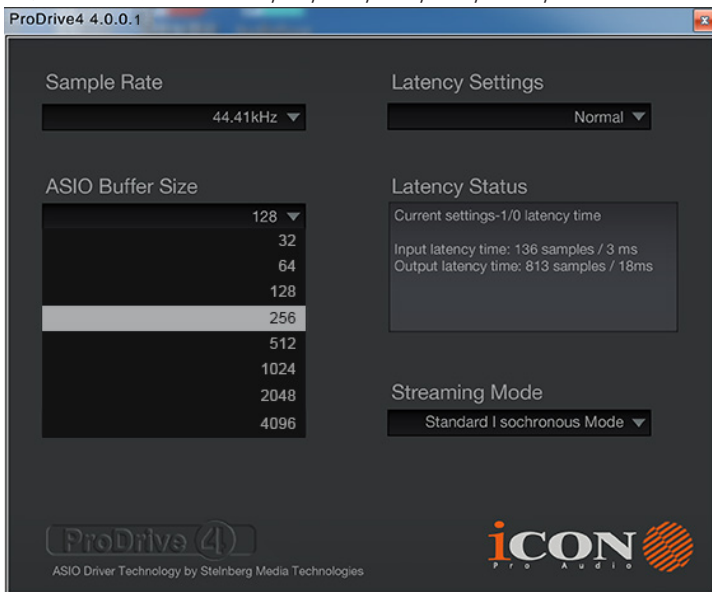 ProDrive4 4.0.0.1
Sample Rate
44.41kHz
Latency Settings
Normal
ASIO Buffer Size
128
32
64
128
256
512
1024
2048
4096
Latency Status
Current settings-1/0 latency time
Input latency time: 136 samples / 3 ms
Output latency time: 813 samples / 18ms
Streaming Mode
Standard I sochronous Mode
ProDrive 4
ASIO Driver Technology by Steinberg Media Technologies
iCON
Pro Audio